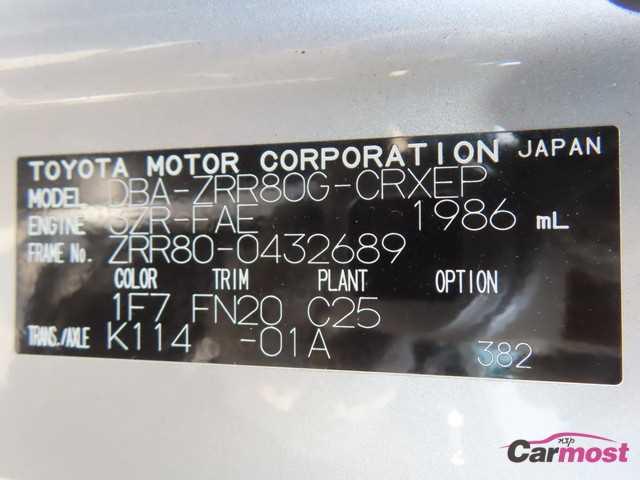 TOYOTA MOTOR CORPORATION JAPAN
MODEL DBA-ZRR80G-CRXEP
ENGINE 3ZR-FAE 1986 mL
FRAME No. ZRR80-0432689
COLOR TRIM PLANT OPTION
1F7 FN20 C25
TRANS./AXLE K114 -01A 382
Carmost